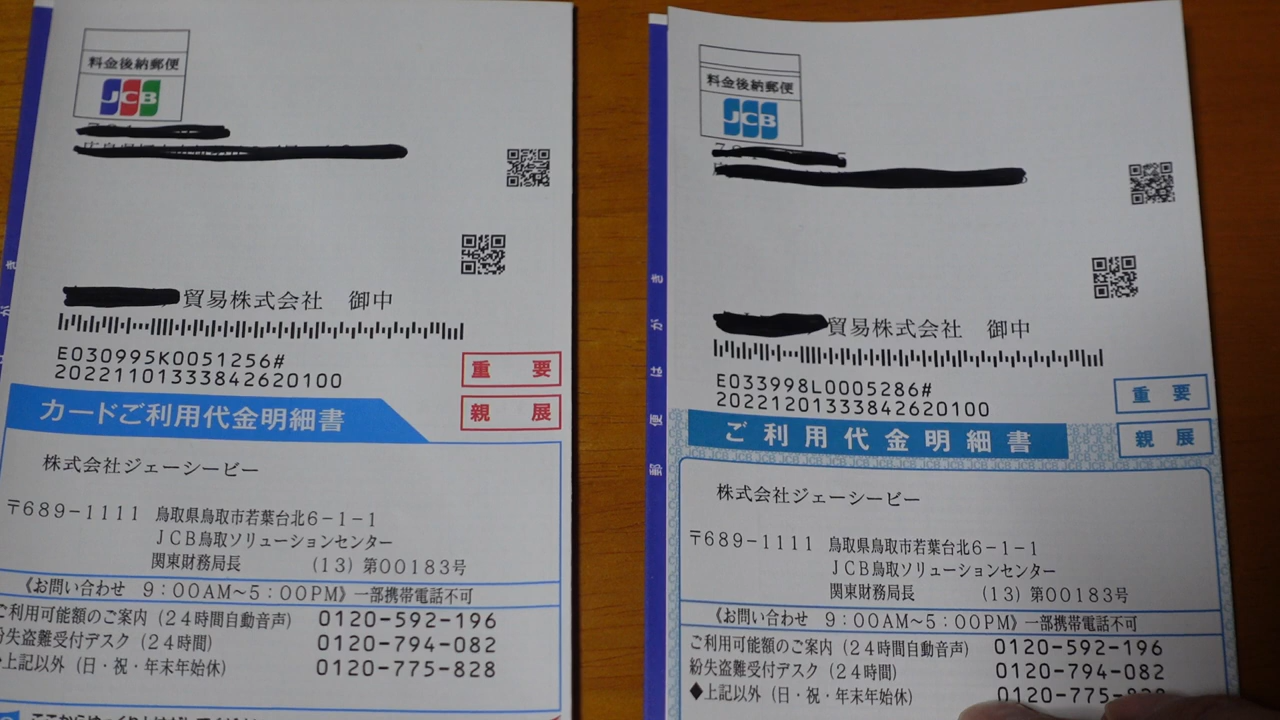 料金後納郵便
JCB
貿易株式会社 御中
E030995K0051256#
20221101333842620100
重要
親展
カードご利用代金明細書
株式会社ジェーシービー
〒689-1111 鳥取県鳥取市若葉台北6-1-1
JCB鳥取ソリューションセンター
関東財務局長 (13)第00183号
《お問い合わせ 9:00AM~5:00PM》一部携帯電話不可
ご利用可能額のご案内(24時間自動音声) 0120-592-196
紛失盗難受付デスク(24時間) 0120-794-082
上記以外(日・祝・年末年始休) 0120-775-828
料金後納郵便
JCB
貿易株式会社 御中
E033998L0005286#
20221201333842620100
重要
親展
ご利用代金明細書
株式会社ジェーシービー
〒689-1111 鳥取県鳥取市若葉台北6-1-1
JCB鳥取ソリューションセンター
関東財務局長 (13)第00183号
《お問い合わせ 9:00AM~5:00PM》一部携帯電話不可
ご利用可能額のご案内(24時間自動音声) 0120-592-196
紛失盗難受付デスク(24時間) 0120-794-082
◆上記以外(日・祝・年末年始休) 0120-775-828
郵便はがき